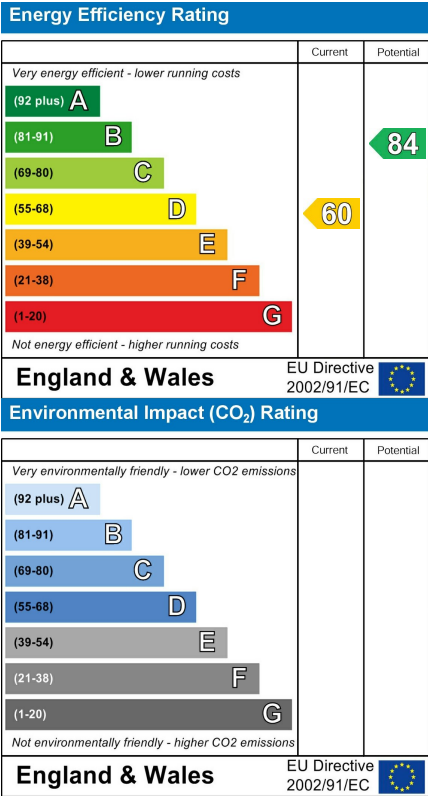 Energy Efficiency Rating
Current Potential
Very energy efficient - lower running costs
(92 plus) A
(81-91) B
84
(69-80) C
(55-68) D
60
(39-54) E
(21-38) F
(1-20) G
Not energy efficient - higher running costs
England & Wales
EU Directive
2002/91/EC
Environmental Impact (CO₂) Rating
Current Potential
Very environmentally friendly - lower CO2 emissions
(92 plus) A
(81-91) B
(69-80) C
(55-68) D
(39-54) E
(21-38) F
(1-20) G
Not environmentally friendly - higher CO2 emissions
England & Wales
EU Directive
2002/91/EC